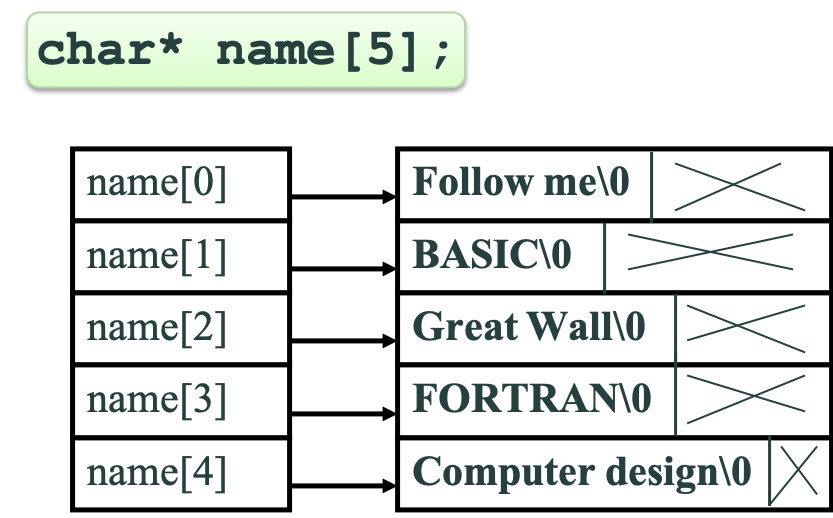 char* name[5];
name[0] Follow me\0
name[1] BASIC\0
name[2] Great Wall\0
name[3] FORTRAN\0
name[4] Computer design\0